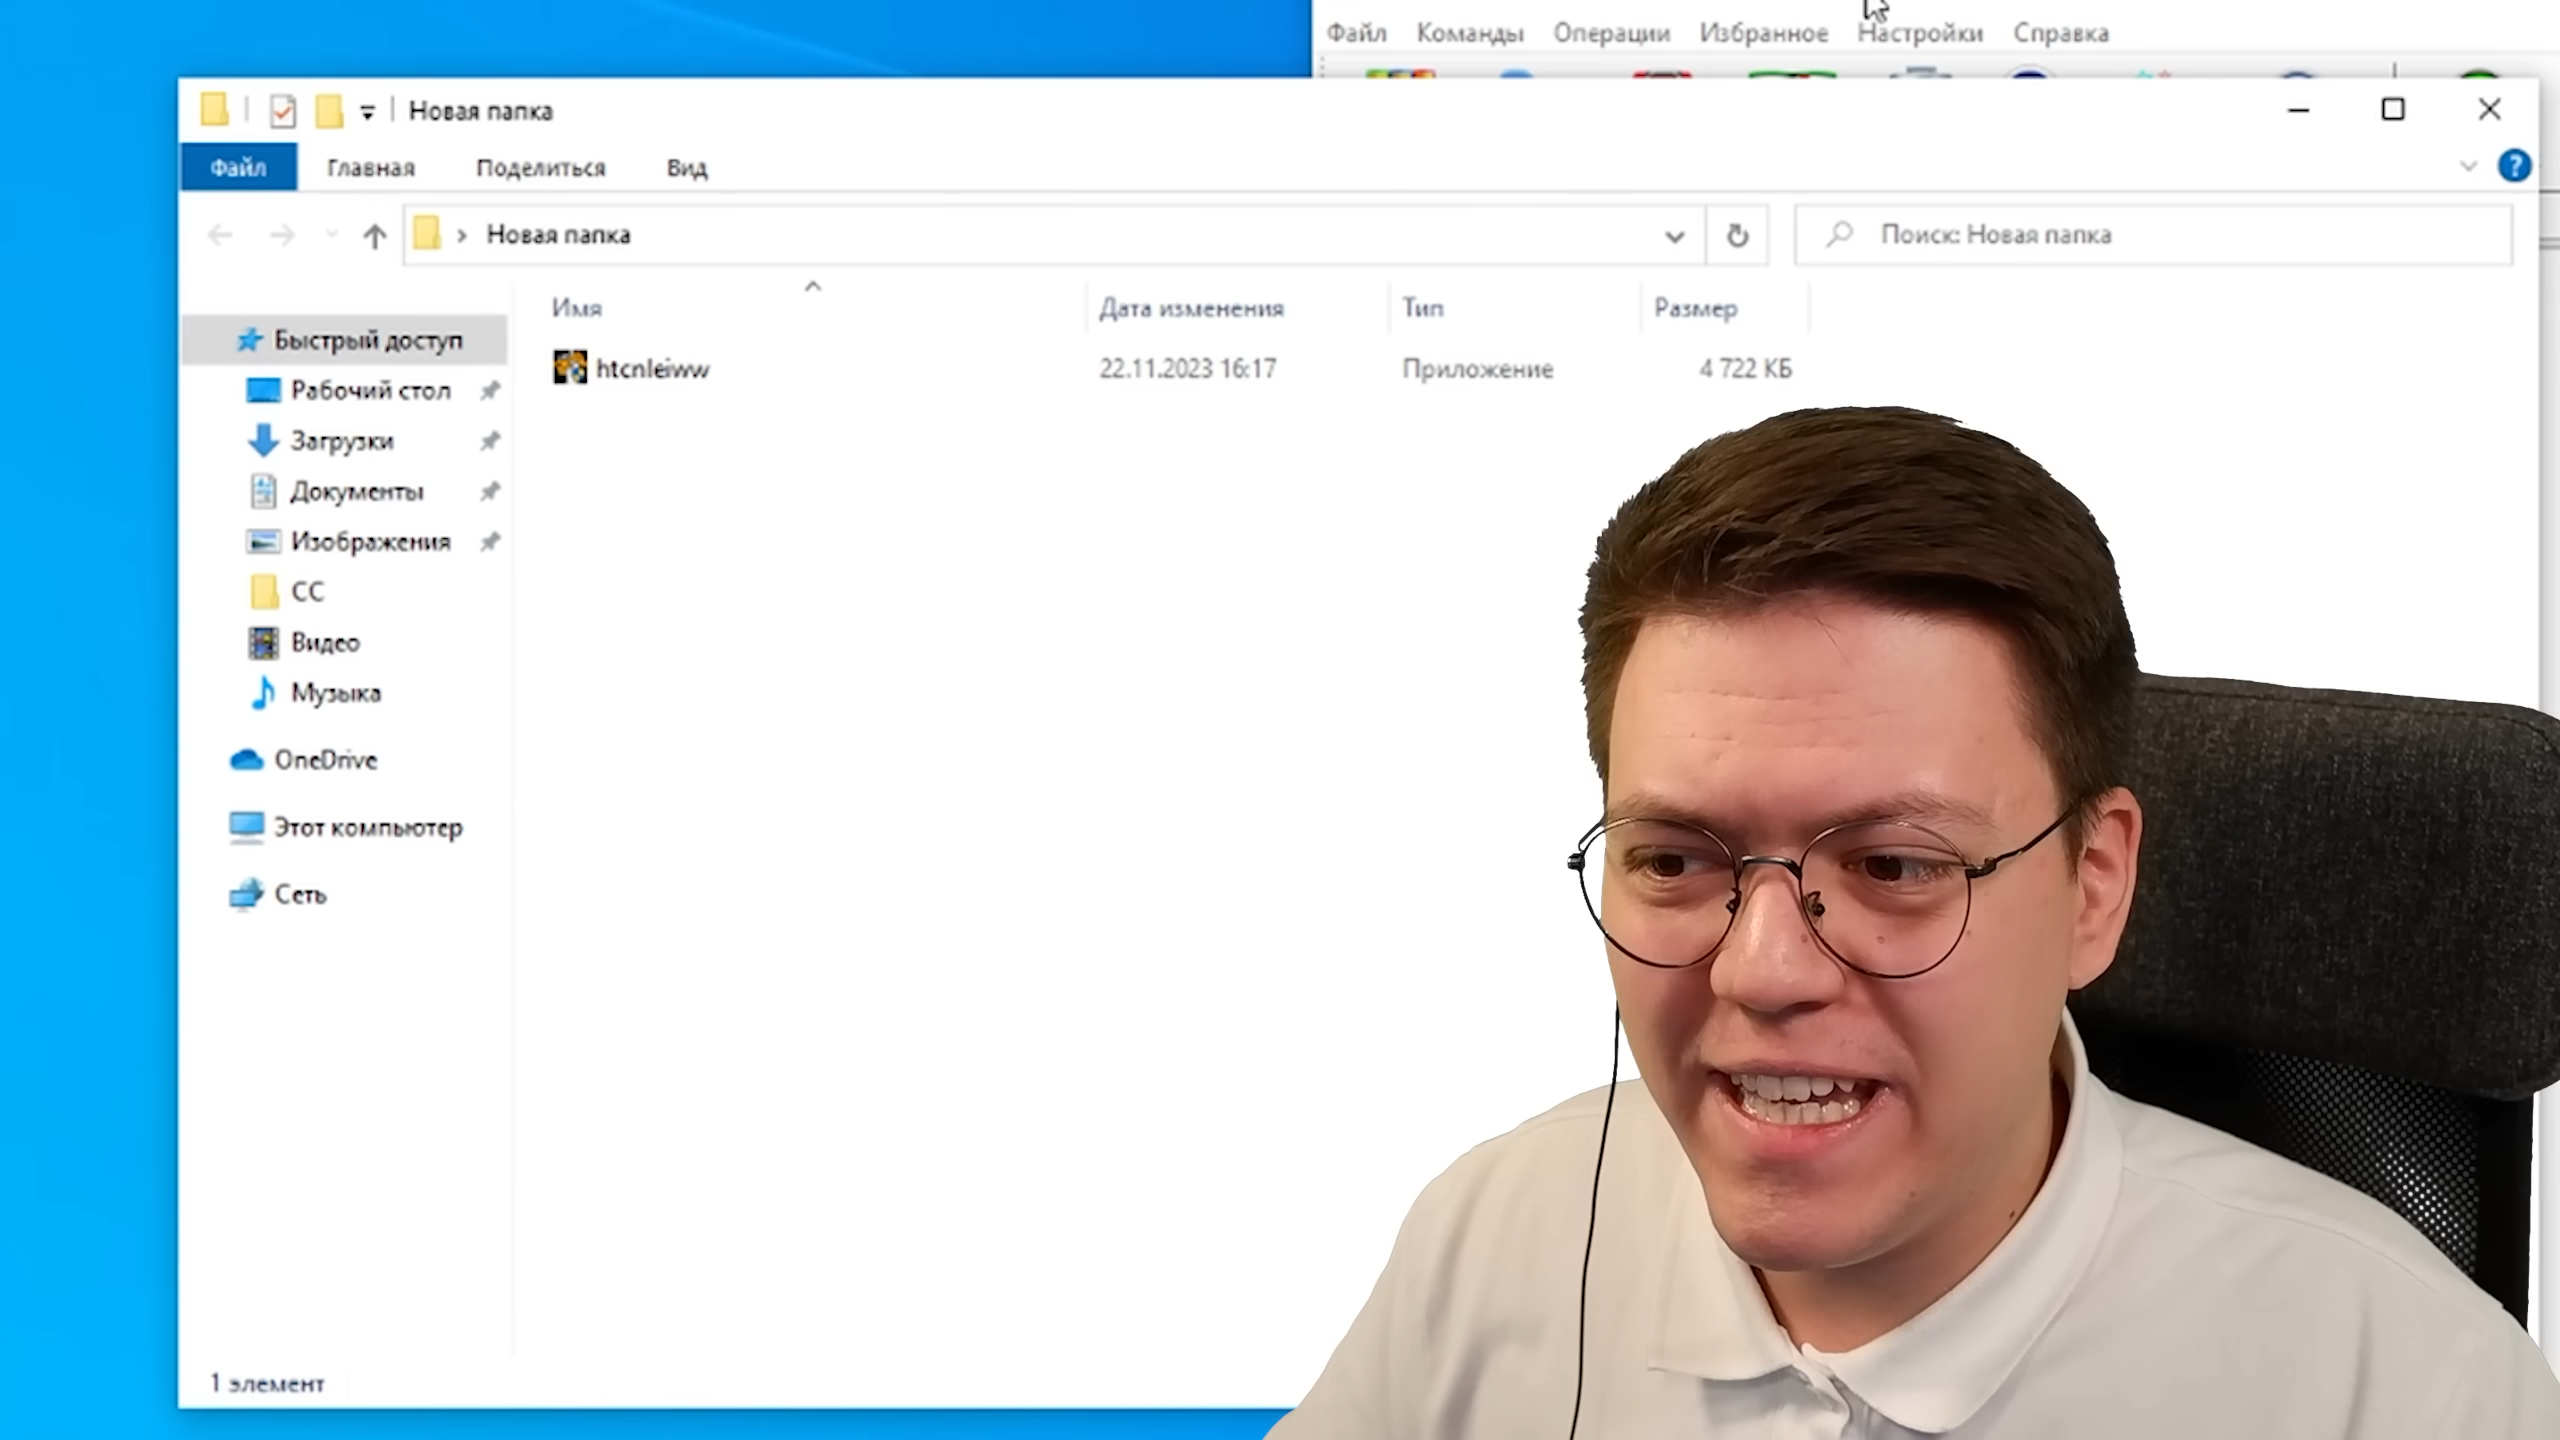 Файл Команды Операции Избранное Настройки Справка
Новая папка
Файл Главная Поделиться Вид
Новая папка
Поиск: Новая папка
Имя Дата изменения Тип Размер
htcnleiww 22.11.2023 16:17 Приложение 4 722 КБ
Быстрый доступ
Рабочий стол
Загрузки
Документы
Изображения
CC
Видео
Музыка
OneDrive
Этот компьютер
Сеть
1 элемент